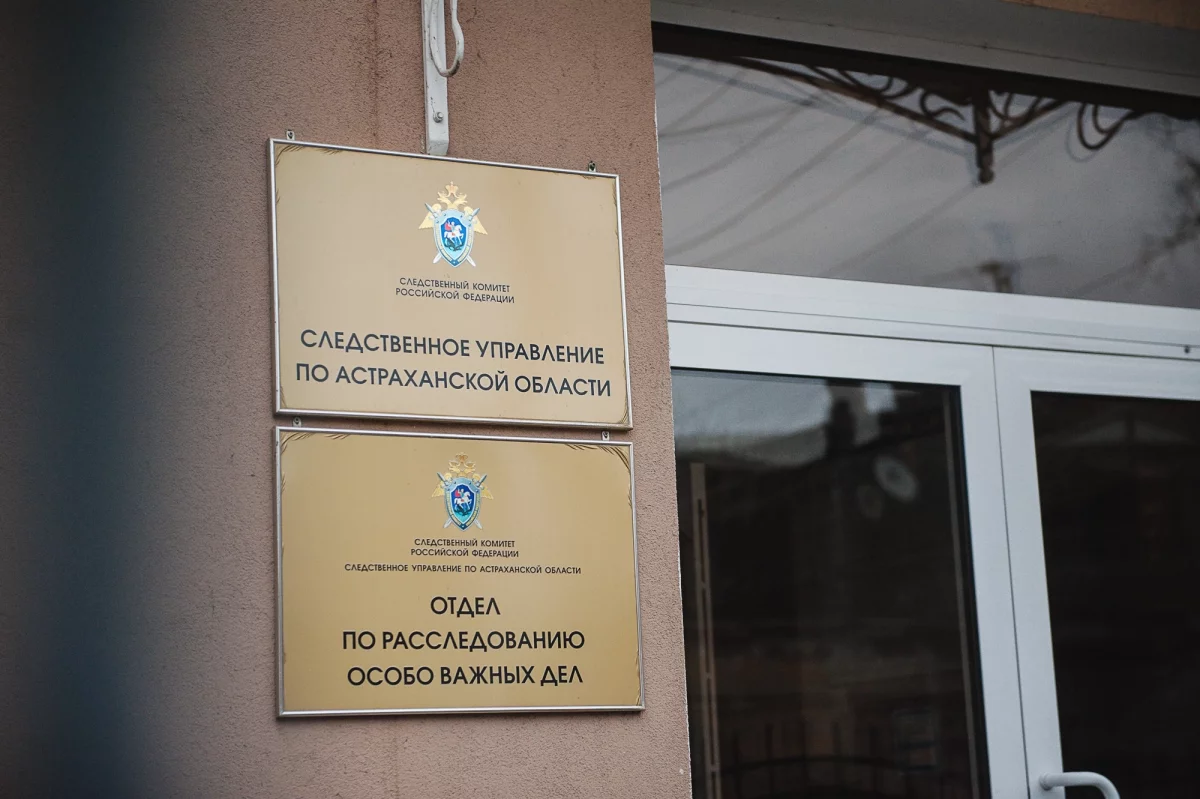 СЛЕДСТВЕННЫЙ КОМИТЕТ
РОССИЙСКОЙ ФЕДЕРАЦИИ
СЛЕДСТВЕННОЕ УПРАВЛЕНИЕ
ПО АСТРАХАНСКОЙ ОБЛАСТИ
СЛЕДСТВЕННЫЙ КОМИТЕТ
РОССИЙСКОЙ ФЕДЕРАЦИИ
СЛЕДСТВЕННОЕ УПРАВЛЕНИЕ ПО АСТРАХАНСКОЙ ОБЛАСТИ
ОТДЕЛ
ПО РАССЛЕДОВАНИЮ
ОСОБО ВАЖНЫХ ДЕЛ